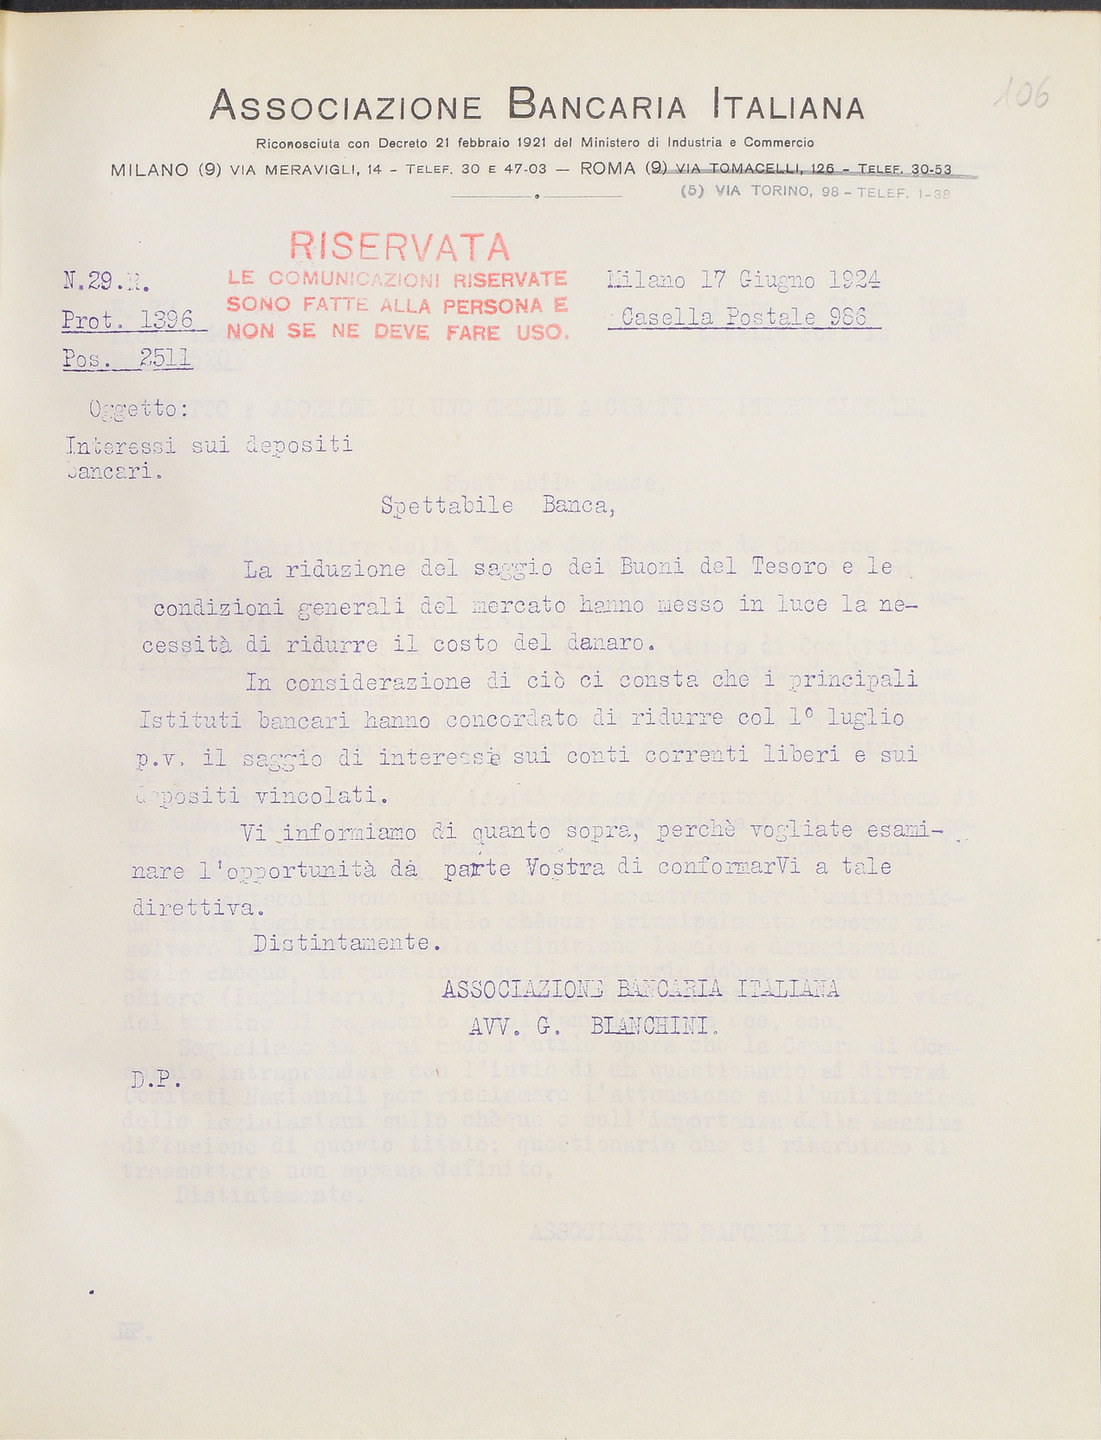 106
ASSOCIAZIONE BANCARIA ITALIANA
Riconosciuta con Decreto 21 febbraio 1921 del Ministero di Industria e Commercio
MILANO (9) VIA MERAVIGLI, 14 - TELEF. 30 E 47-03 — ROMA (9) VIA TOMACELLI, 126 - TELEF. 30-53
(5) VIA TORINO, 98 - TELEF. 1-38
RISERVATA
LE COMUNICAZIONI RISERVATE
SONO FATTE ALLA PERSONA E
NON SE NE DEVE FARE USO.
N.29.R.
Prot. 1396
Pos. 2511
Milano 17 Giugno 1924
Casella Postale 986
Oggetto:
Interessi sui depositi
bancari.
Spettabile Banca,
La riduzione del saggio dei Buoni del Tesoro e le
condizioni generali del mercato hanno messo in luce la ne-
cessità di ridurre il costo del danaro.
In considerazione di ciò ci consta che i principali
Istituti bancari hanno concordato di ridurre col 1° luglio
p.v. il saggio di interesse sui conti correnti liberi e sui
depositi vincolati.
Vi informiamo di quanto sopra, perchè vogliate esami-
nare l'opportunità da parte Vostra di conformarVi a tale
direttiva.
Distintamente.
ASSOCIAZIONE BANCARIA ITALIANA
AVV. G. BIANCHINI.
D.P.